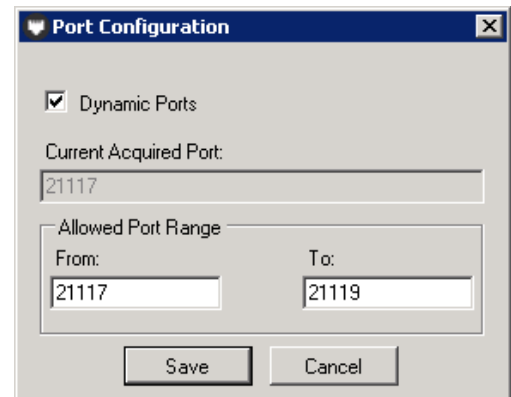 Port Configuration
Dynamic Ports
Current Acquired Port:
21117
Allowed Port Range
From: To:
21117 21119
Save Cancel